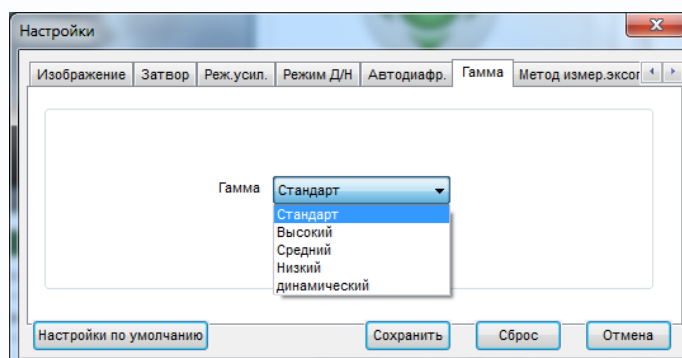 Настройки
Изображение Затвор Реж.усил. Режим Д/Н Автодиафр. Гамма Метод измер.экспог
Гамма Стандарт
Стандарт
Высокий
Средний
Низкий
динамический
Настройки по умолчанию Сохранить Сброс Отмена